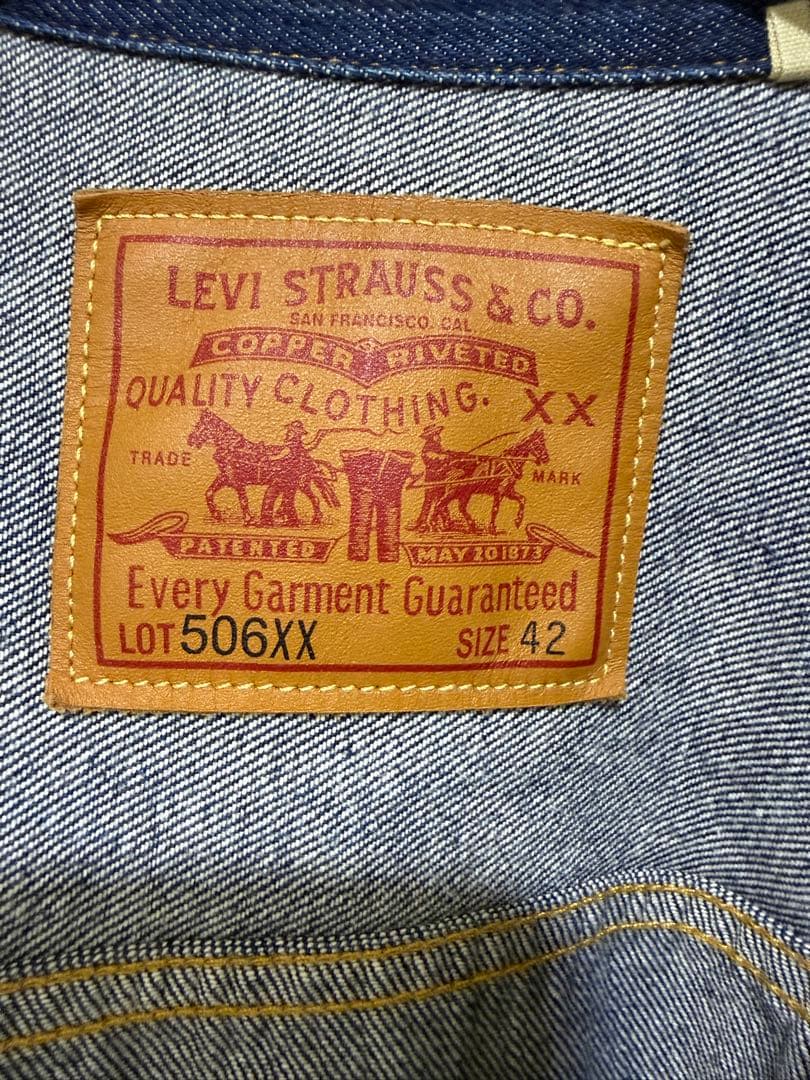 LEVI STRAUSS & CO.
SAN FRANCISCO. CAL
COPPER RIVETED
QUALITY CLOTHING. XX
TRADE MARK
PATENTED MAY 20 1873
Every Garment Guaranteed
LOT 506XX SIZE 42